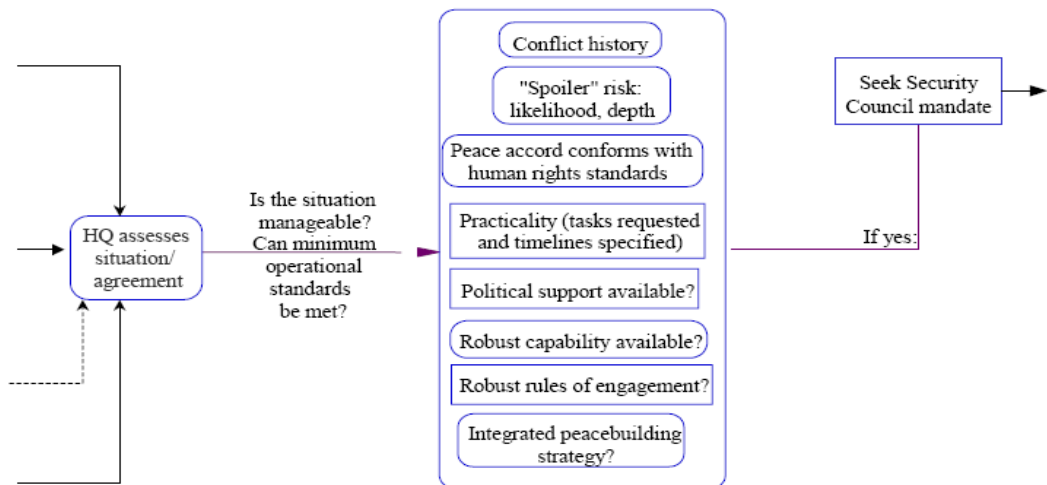 HQ assesses
situation/
agreement
Is the situation
manageable?
Can minimum
operational
standards
be met?
Conflict history
"Spoiler" risk:
likelihood, depth
Peace accord conforms with
human rights standards
Practicality (tasks requested
and timelines specified)
Political support available?
Robust capability available?
Robust rules of engagement?
Integrated peacebuilding
strategy?
If yes:
Seek Security
Council mandate